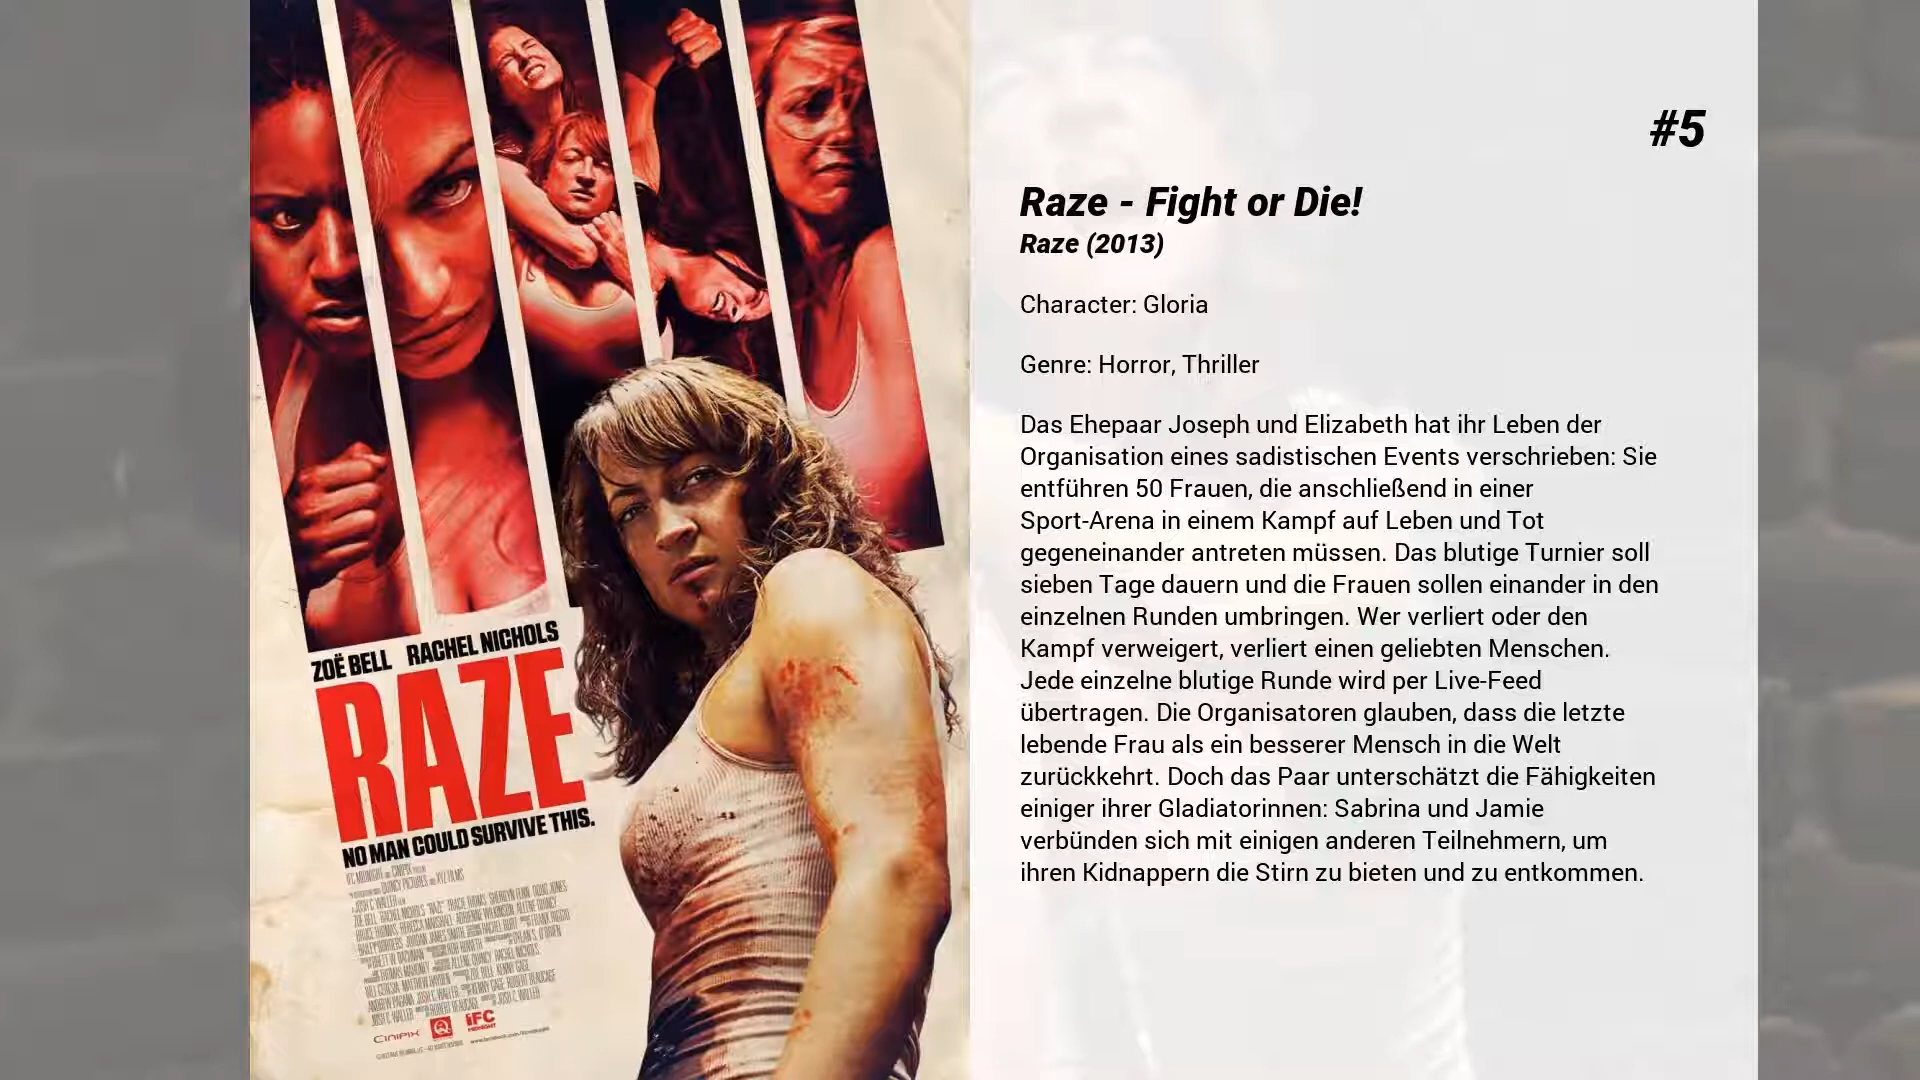 #5
Raze - Fight or Die!
Raze (2013)
Character: Gloria
Genre: Horror, Thriller
Das Ehepaar Joseph und Elizabeth hat ihr Leben der
Organisation eines sadistischen Events verschrieben: Sie
entführen 50 Frauen, die anschließend in einer
Sport-Arena in einem Kampf auf Leben und Tot
gegeneinander antreten müssen. Das blutige Turnier soll
sieben Tage dauern und die Frauen sollen einander in den
einzelnen Runden umbringen. Wer verliert oder den
Kampf verweigert, verliert einen geliebten Menschen.
Jede einzelne blutige Runde wird per Live-Feed
übertragen. Die Organisatoren glauben, dass die letzte
lebende Frau als ein besserer Mensch in die Welt
zurückkehrt. Doch das Paar unterschätzt die Fähigkeiten
einiger ihrer Gladiatorinnen: Sabrina und Jamie
verbünden sich mit einigen anderen Teilnehmern, um
ihren Kidnappern die Stirn zu bieten und zu entkommen.
ZOË BELL RACHEL NICHOLS
RAZE
NO MAN COULD SURVIVE THIS.
QUINCY PICTURES XYZ FILMS
CINIPIX IFC MIDNIGHT